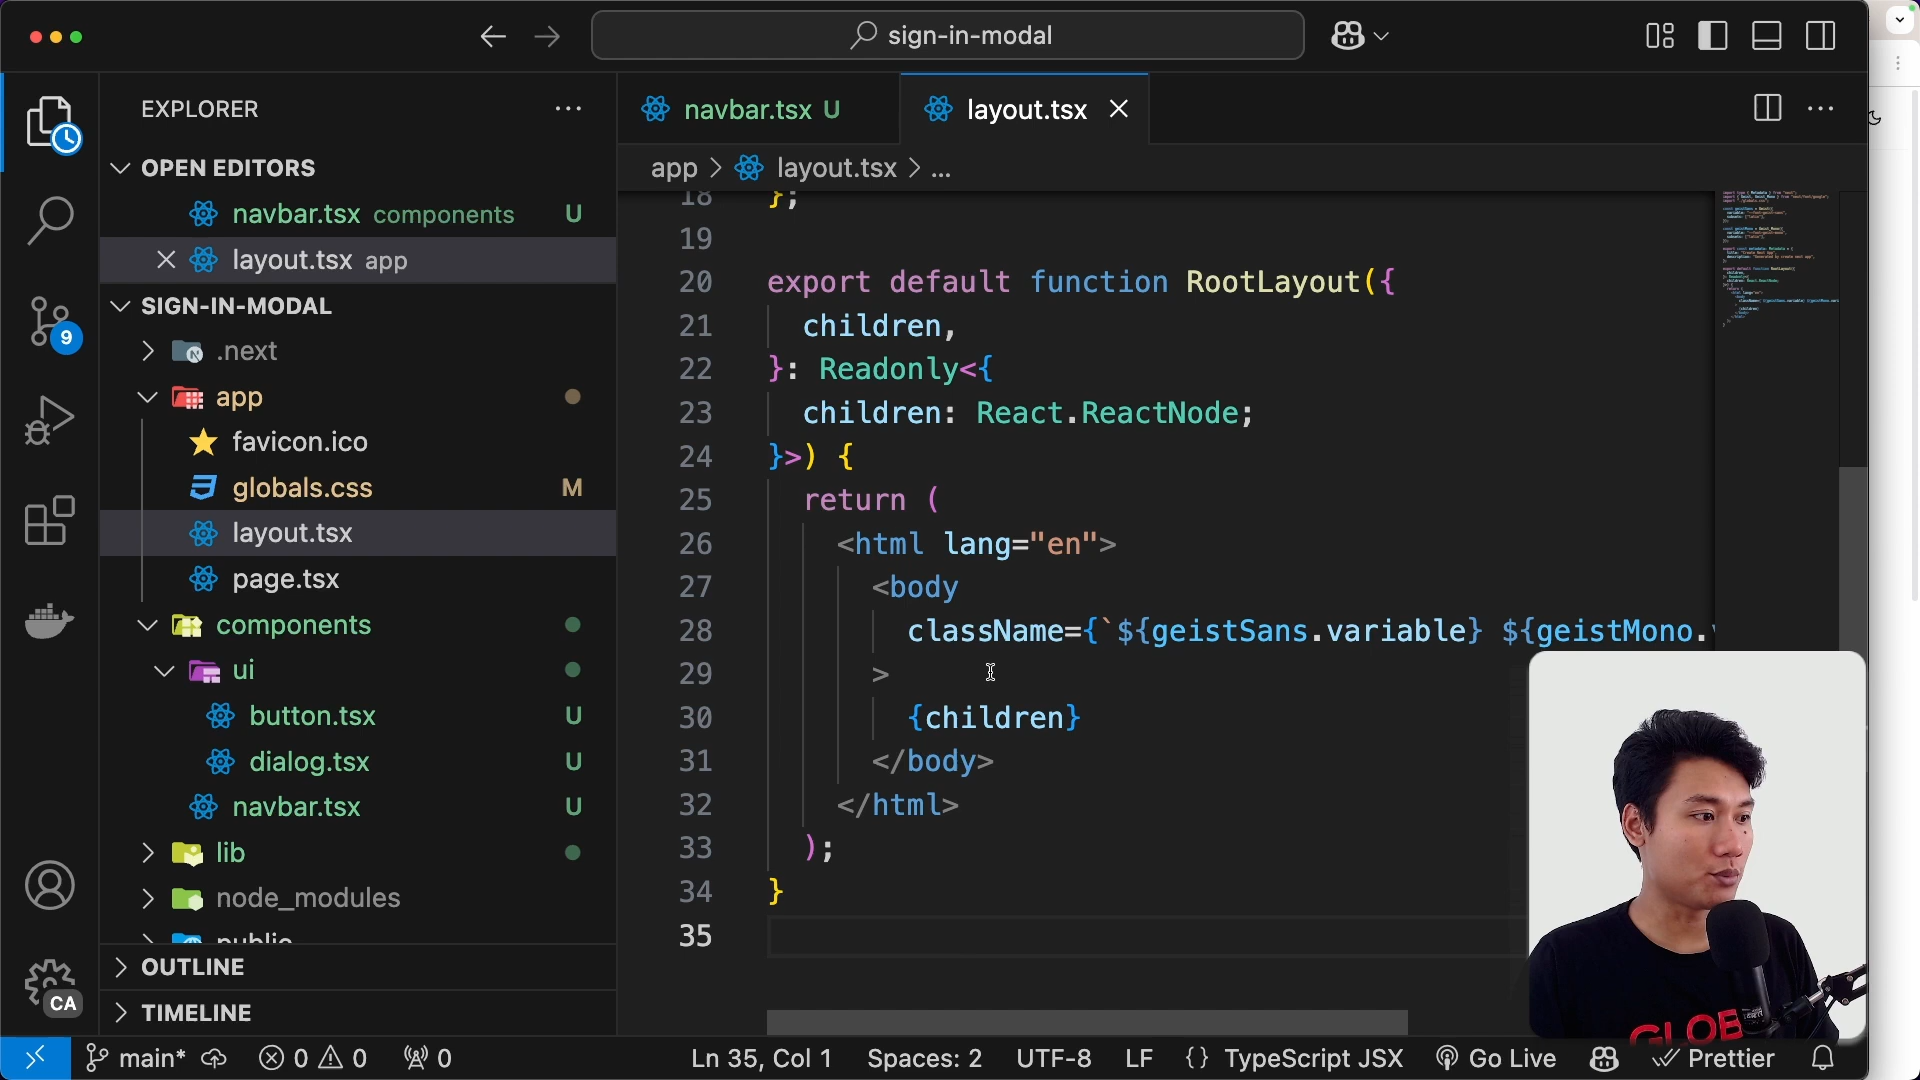 sign-in-modal
EXPLORER
OPEN EDITORS
navbar.tsx components U
layout.tsx app
SIGN-IN-MODAL
.next
app
favicon.ico
globals.css M
layout.tsx
page.tsx
components
ui
button.tsx U
dialog.tsx U
navbar.tsx U
lib
node_modules
public
OUTLINE
TIMELINE
9
CA
navbar.tsx U
layout.tsx
app > layout.tsx > ...
18 };
19
20 export default function RootLayout({
21 children,
22 }: Readonly<{
23 children: React.ReactNode;
24 }>) {
25 return (
26 <html lang="en">
27 <body
28 className={`${geistSans.variable} ${geistMono.
29 >
30 {children}
31 </body>
32 </html>
33 );
34 }
35
GLOB
main* 0 0 0 Ln 35, Col 1 Spaces: 2 UTF-8 LF {} TypeScript JSX Go Live Prettier